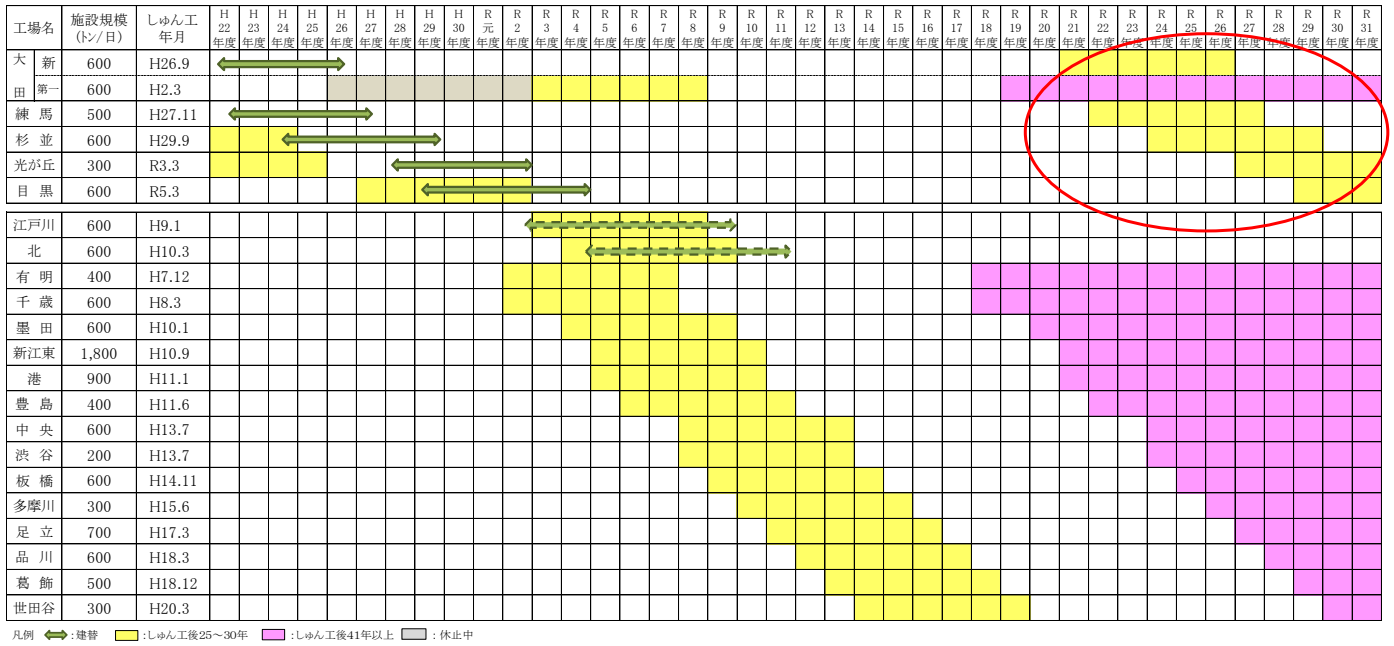 工場名 施設規模(トン/日) しゅん工年月 H22年度 H23年度 H24年度 H25年度 H26年度 H27年度 H28年度 H29年度 H30年度 R元年度 R2年度 R3年度 R4年度 R5年度 R6年度 R7年度 R8年度 R9年度 R10年度 R11年度 R12年度 R13年度 R14年度 R15年度 R16年度 R17年度 R18年度 R19年度 R20年度 R21年度 R22年度 R23年度 R24年度 R25年度 R26年度 R27年度 R28年度 R29年度 R30年度 R31年度
大田 新 600 H26.9
第一 600 H2.3
練馬 500 H27.11
杉並 600 H29.9
光が丘 300 R3.3
目黒 600 R5.3
江戸川 600 H9.1
北 600 H10.3
有明 400 H7.12
千歳 600 H8.3
墨田 600 H10.1
新江東 1,800 H10.9
港 900 H11.1
豊島 400 H11.6
中央 600 H13.7
渋谷 200 H13.7
板橋 600 H14.11
多摩川 300 H15.6
足立 700 H17.3
品川 600 H18.3
葛飾 500 H18.12
世田谷 300 H20.3
凡例 :建替 :しゅん工後25～30年 :しゅん工後41年以上 :休止中